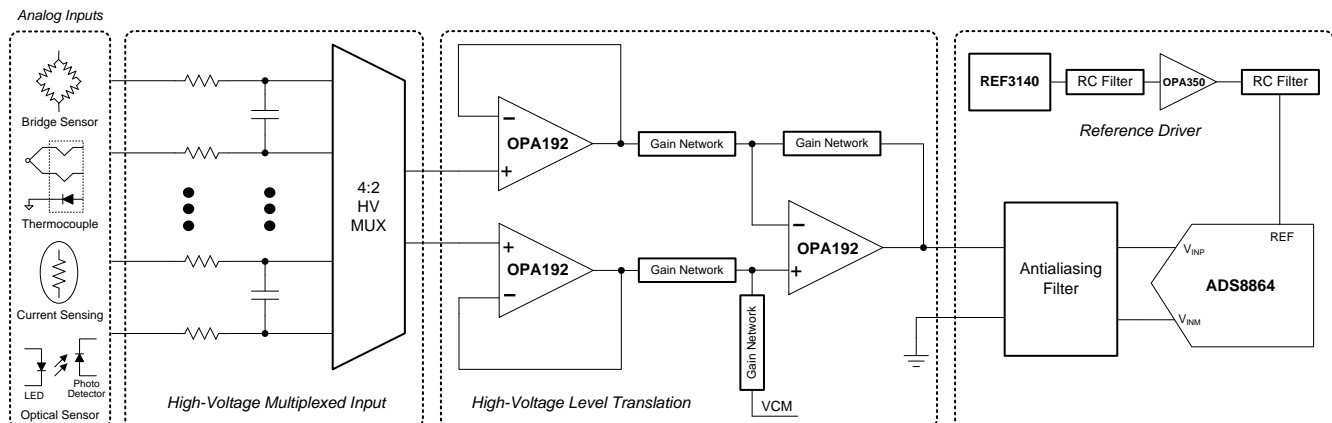 Analog Inputs
Bridge Sensor
Thermocouple
Current Sensing
LED
Photo
Detector
Optical Sensor
4:2
HV
MUX
High-Voltage Multiplexed Input
OPA192
Gain Network
Gain Network
OPA192
Gain Network
OPA192
Gain Network
VCM
High-Voltage Level Translation
REF3140
RC Filter
OPA350
RC Filter
Reference Driver
Antialiasing
Filter
REF
VINP
ADS8864
VINM